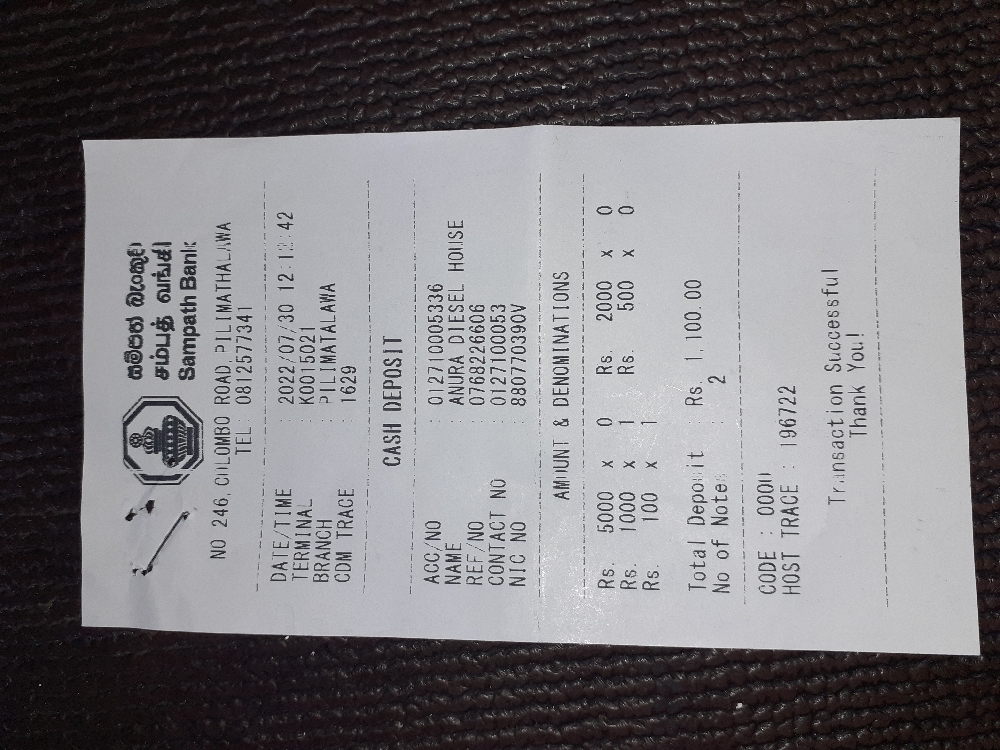 සම්පත් බැංකුව
சம்பத் வங்கி
Sampath Bank
NO 246, COLOMBO ROAD PILIMATHALAWA
TEL : 0812577341
DATE/TIME : 2022/07/30 12:12:42
TERMINAL : K0015021
BRANCH : PILIMATALAWA
CDM TRACE : 1629
CASH DEPOSIT
ACC/NO : 012710005336
NAME : ANURA DIESEL HOUSE
REF/NO : 0768226606
CONTACT NO : 0127100053
NIC NO : 880770390V
AMOUNT & DENOMINATIONS
Rs. 5000 x 0 Rs. 2000 x 0
Rs. 1000 x 1 Rs. 500 x 0
Rs. 100 x 1
Total Deposit : Rs. 1,100.00
No of Notes : 2
CODE : 0000
HOST TRACE : 196722
Transaction Successful
Thank You!